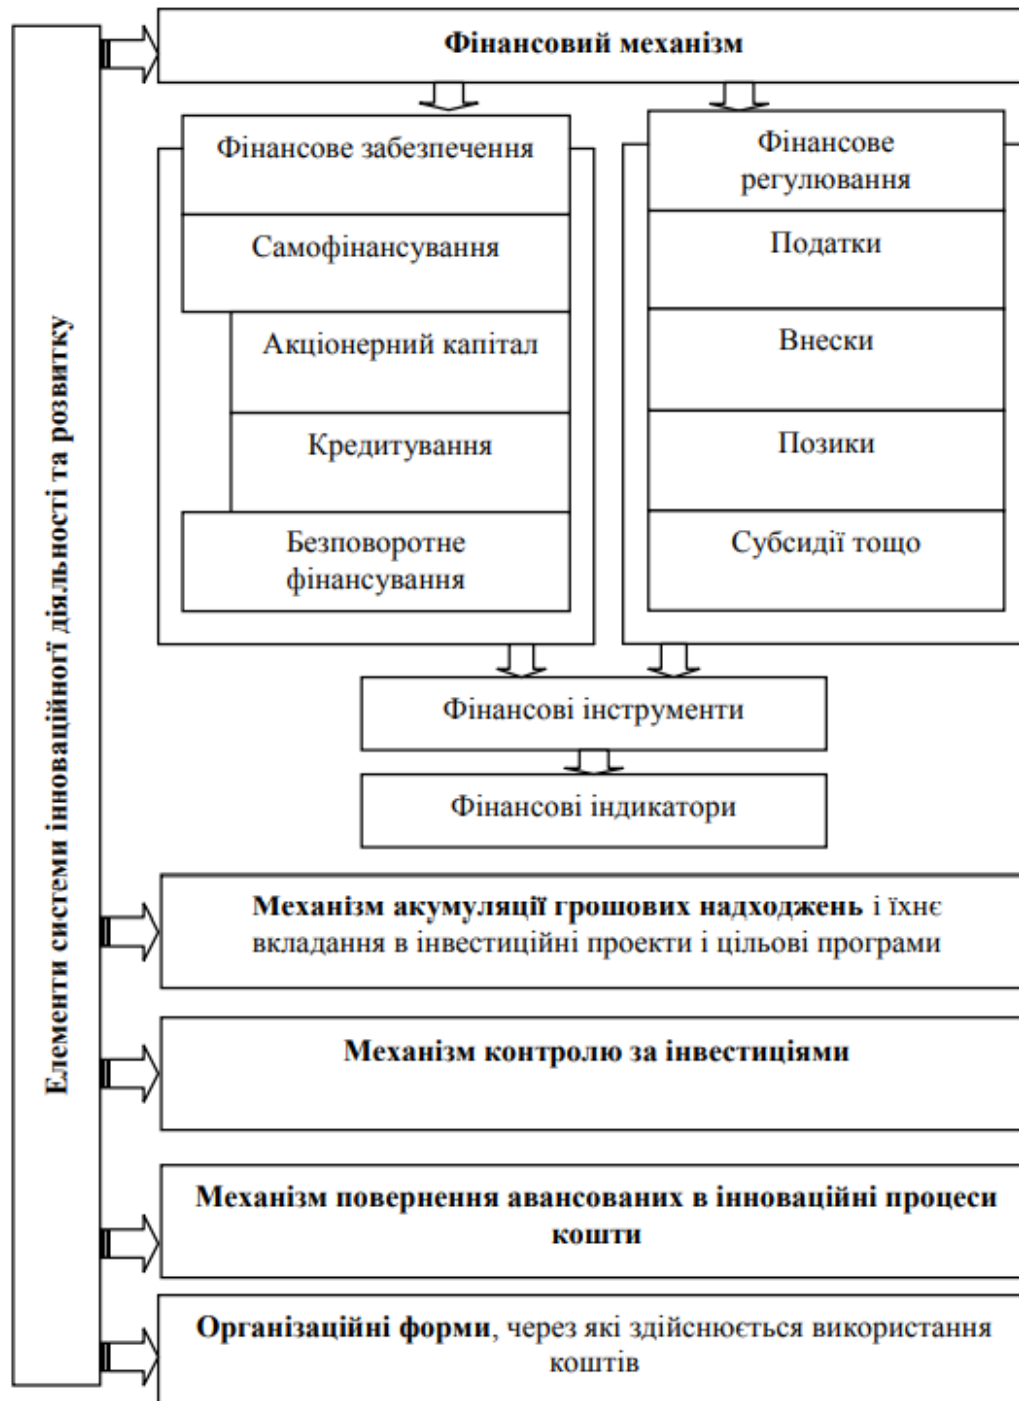 Елементи системи інноваційногї діяльності та розвитку
Фінансовий механізм
Фінансове забезпечення
Самофінансування
Акціонерний капітал
Кредитування
Безповоротне
фінансування
Фінансове
регулювання
Податки
Внески
Позики
Субсидії тощо
Фінансові інструменти
Фінансові індикатори
Механізм акумуляції грошових надходжень і їхнє
вкладання в інвестиційні проекти і цільові програми
Механізм контролю за інвестиціями
Механізм повернення авансованих в інноваційні процеси
кошти
Організаційні форми, через які здійснюється використання
коштів